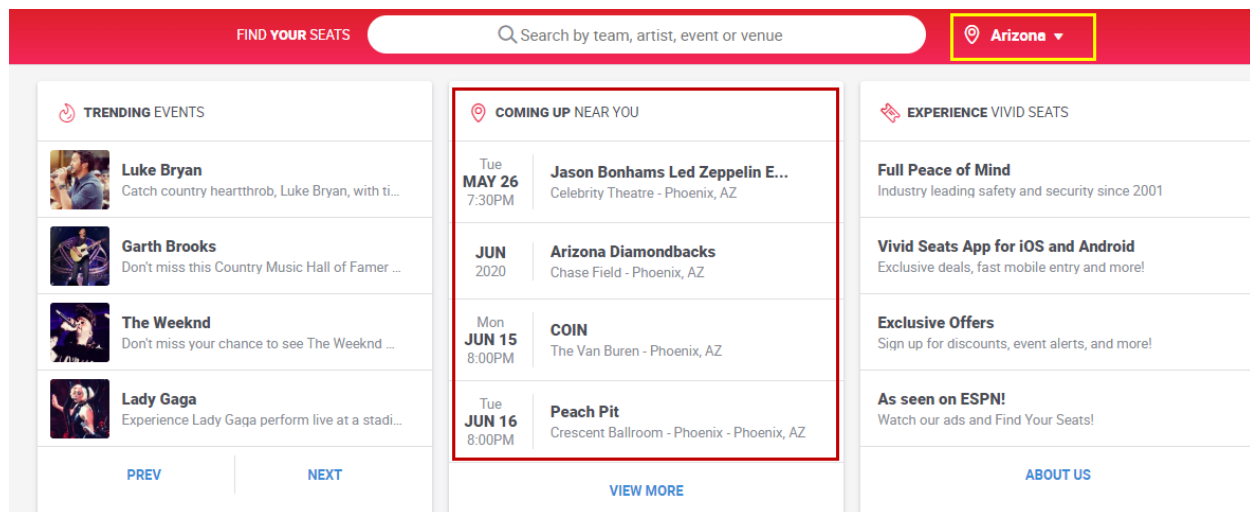 FIND YOUR SEATS
Search by team, artist, event or venue
Arizona
TRENDING EVENTS
Luke Bryan
Catch country heartthrob, Luke Bryan, with ti...
Garth Brooks
Don't miss this Country Music Hall of Famer ...
The Weeknd
Don't miss your chance to see The Weeknd ...
Lady Gaga
Experience Lady Gaga perform live at a stadi...
PREV
NEXT
COMING UP NEAR YOU
Tue
MAY 26
7:30PM
Jason Bonhams Led Zeppelin E...
Celebrity Theatre - Phoenix, AZ
JUN
2020
Arizona Diamondbacks
Chase Field - Phoenix, AZ
Mon
JUN 15
8:00PM
COIN
The Van Buren - Phoenix, AZ
Tue
JUN 16
8:00PM
Peach Pit
Crescent Ballroom - Phoenix - Phoenix, AZ
VIEW MORE
EXPERIENCE VIVID SEATS
Full Peace of Mind
Industry leading safety and security since 2001
Vivid Seats App for iOS and Android
Exclusive deals, fast mobile entry and more!
Exclusive Offers
Sign up for discounts, event alerts, and more!
As seen on ESPN!
Watch our ads and Find Your Seats!
ABOUT US